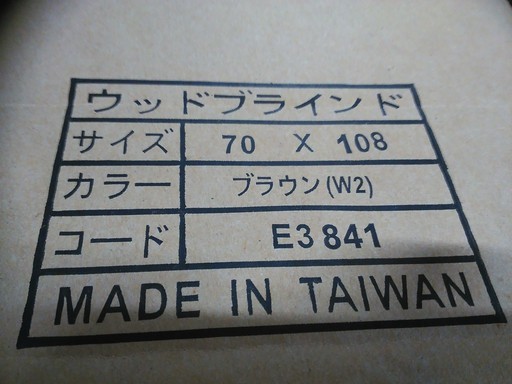 ウッドブラインド
サイズ 70 X 108
カラー ブラウン(W2)
コード E3841
MADE IN TAIWAN